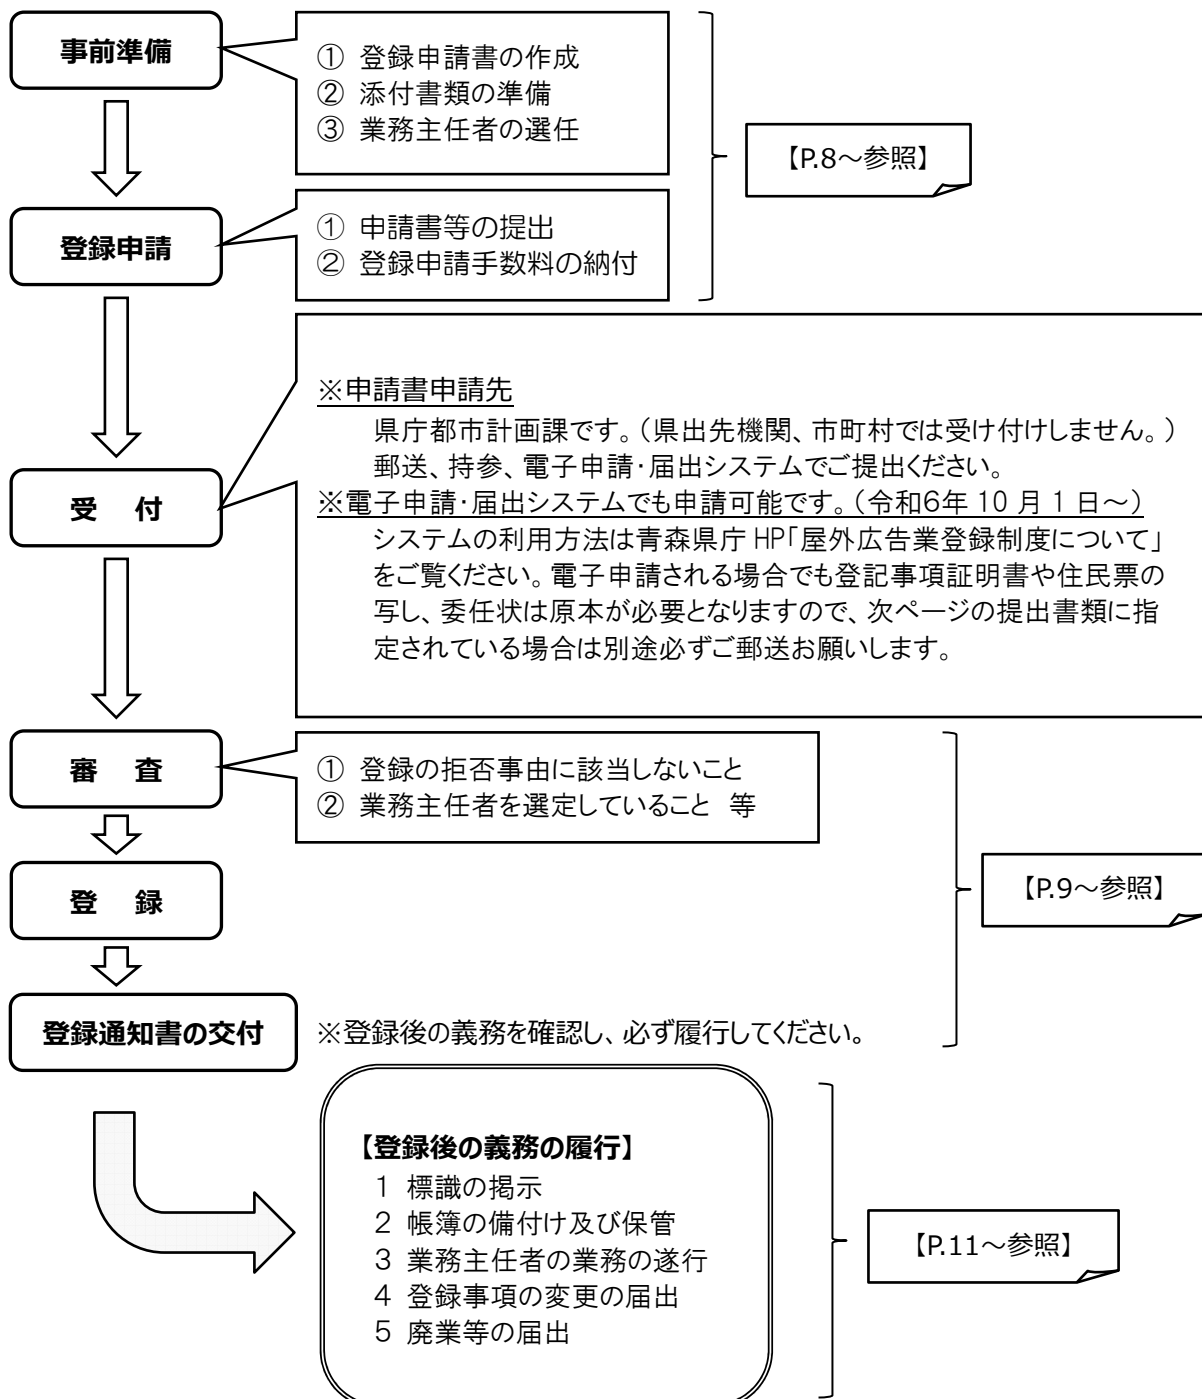 事前準備
① 登録申請書の作成
② 添付書類の準備
③ 業務主任者の選任
【P.8～参照】
登録申請
① 申請書等の提出
② 登録申請手数料の納付
受　付
※申請書申請先
県庁都市計画課です。（県出先機関、市町村では受け付けしません。）
郵送、持参、電子申請・届出システムでご提出ください。
※電子申請・届出システムでも申請可能です。（令和6年 10 月 1 日～）
システムの利用方法は青森県庁 HP「屋外広告業登録制度について」
をご覧ください。電子申請される場合でも登記事項証明書や住民票の
写し、委任状は原本が必要となりますので、次ページの提出書類に指
定されている場合は別途必ずご郵送お願いします。
審　査
① 登録の拒否事由に該当しないこと
② 業務主任者を選定していること　等
登　録
【P.9～参照】
登録通知書の交付
※登録後の義務を確認し、必ず履行してください。
【登録後の義務の履行】
１ 標識の掲示
２ 帳簿の備付け及び保管
３ 業務主任者の業務の遂行
４ 登録事項の変更の届出
５ 廃業等の届出
【P.11～参照】